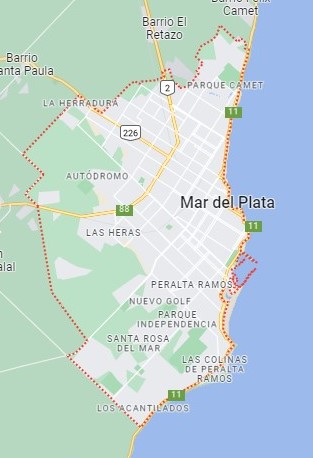 Barrio Félix
Camet
Barrio El
Retazo
Barrio
anta Paula
2
PARQUE CAMET
LA HERRADURA
11
226
AUTÓDROMO
Mar del Plata
88
11
LAS HERAS
n
alal
PERALTA RAMOS
NUEVO GOLF
PARQUE
INDEPENDENCIA
SANTA ROSA
DEL MAR
LAS COLINAS
DE PERALTA
RAMOS
11
LOS ACANTILADOS